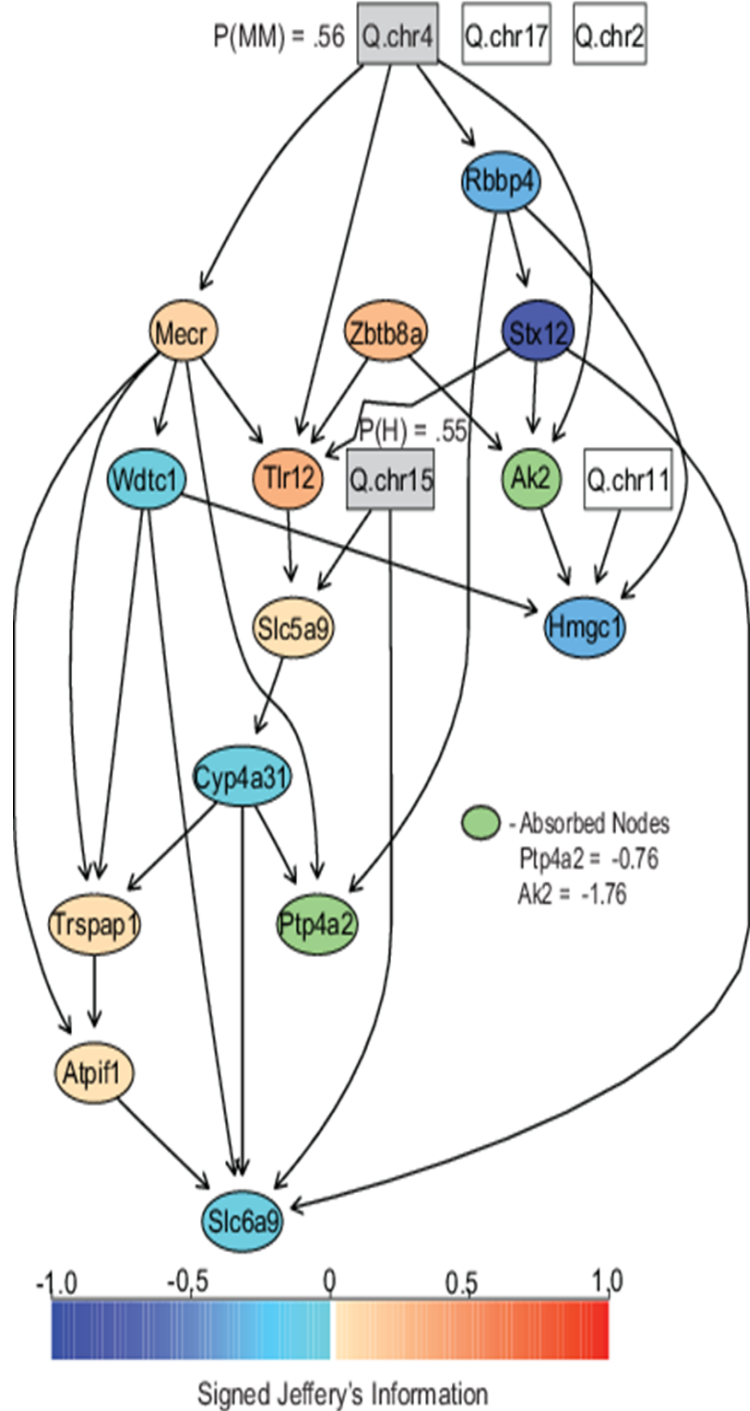 P(MM) = .56 Q.chr4 Q.chr17 Q.chr2
Rbbp4
Mecr Zbtb8a Stx12
P(H) = .55
Wdtc1 Tlr12 Q.chr15 Ak2 Q.chr11
Slc5a9 Hmgc1
Cyp4a31
- Absorbed Nodes
Ptp4a2 = -0.76
Ak2 = -1.76
Trspap1 Ptp4a2
Atpif1
Slc6a9
-1.0 -0,5 0 0.5 1,0
Signed Jeffery's Information